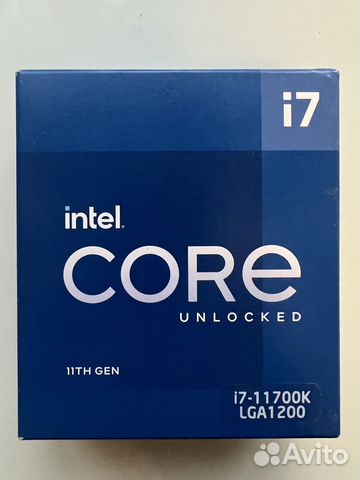 i7
intel.
CORE
UNLOCKED
11TH GEN
i7-11700K
LGA1200
Avito